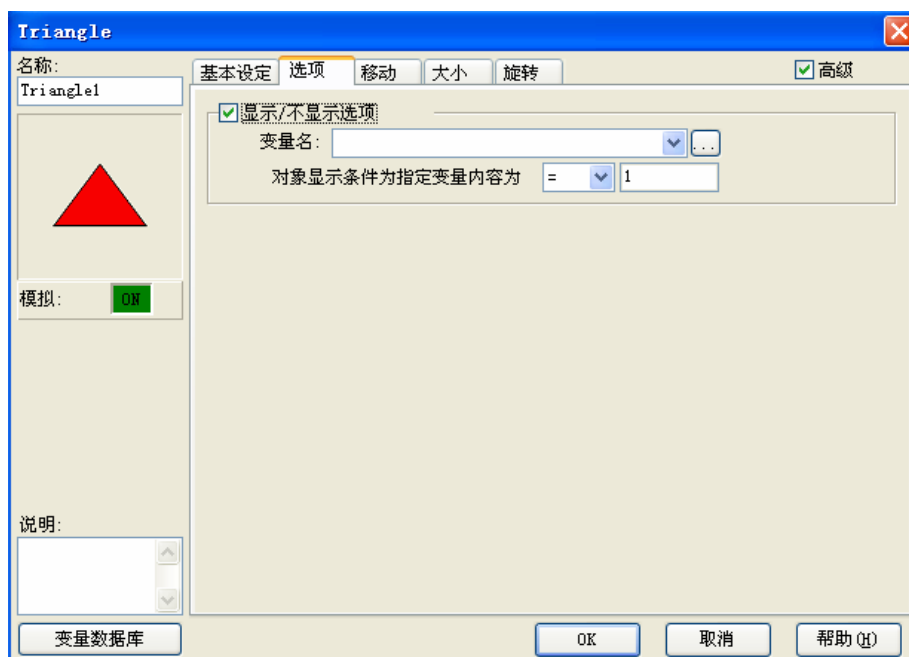 Triangle
名称:
Triangle1
基本设定 选项 移动 大小 旋转 高级
显示/不显示选项
变量名: ...
对象显示条件为指定变量内容为 = 1
模拟: ON
说明:
变量数据库 OK 取消 帮助(H)